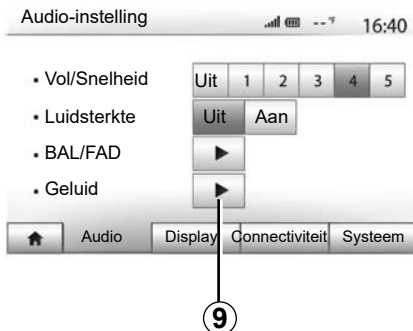 Audio-instelling -- °F 16:40
• Vol/Snelheid Uit 1 2 3 4 5
• Luidsterkte Uit Aan
• BAL/FAD
• Geluid
Audio Display Connectiviteit Systeem
9